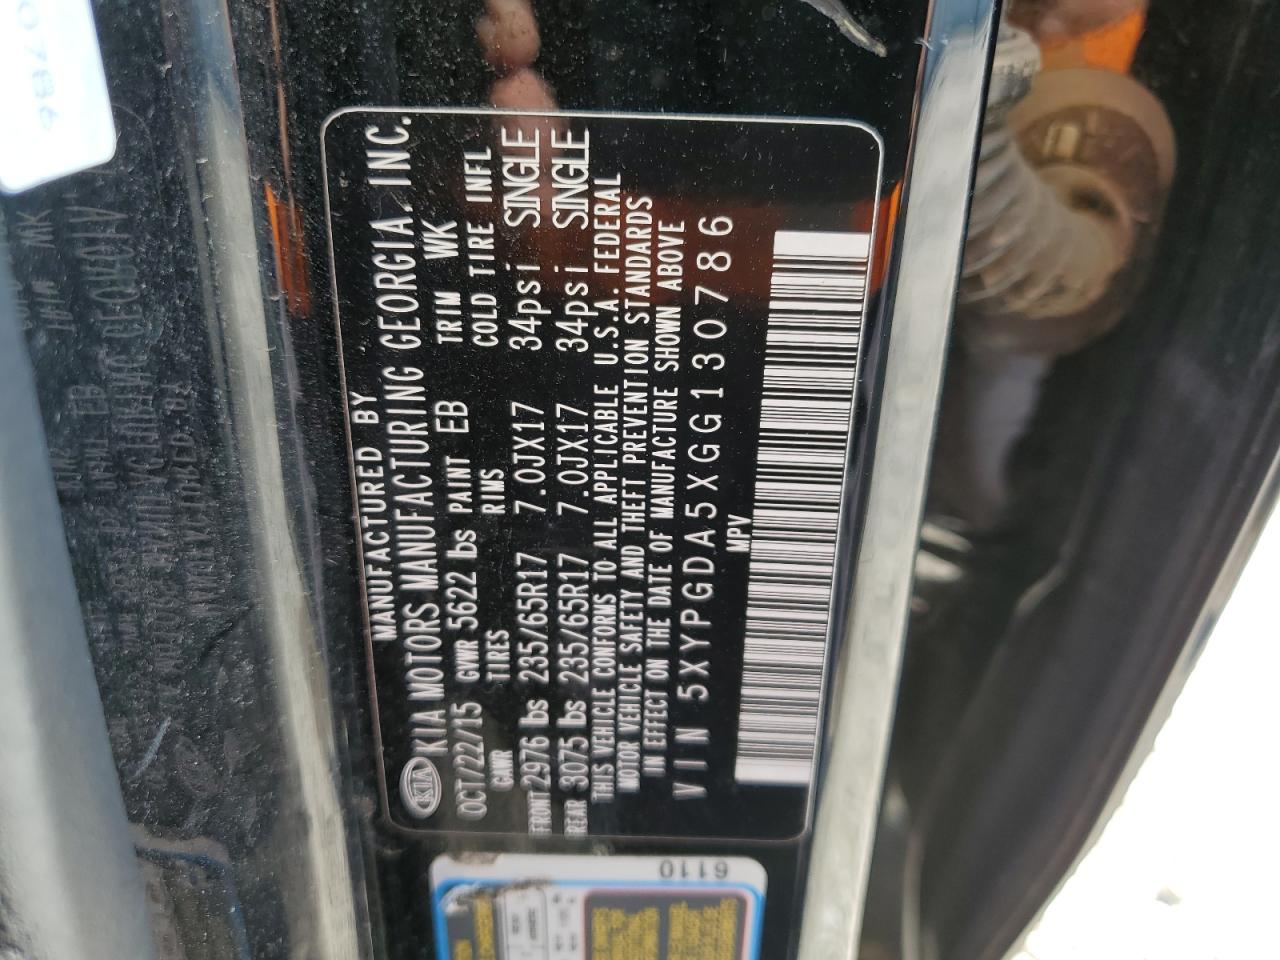 MANUFACTURED BY
KIA KIA MOTORS MANUFACTURING GEORGIA, INC.
OCT/22/15 GVWR 5622 lbs PAINT EB TRIM WK
GAWR TIRES RIMS COLD TIRE INFL
FRONT 2976 lbs 235/65R17 7.0JX17 34psi SINGLE
REAR 3075 lbs 235/65R17 7.0JX17 34psi SINGLE
THIS VEHICLE CONFORMS TO ALL APPLICABLE U.S.A. FEDERAL
MOTOR VEHICLE SAFETY AND THEFT PREVENTION STANDARDS
IN EFFECT ON THE DATE OF MANUFACTURE SHOWN ABOVE
VIN 5XYPGDA5XGG130786
MPV
6110